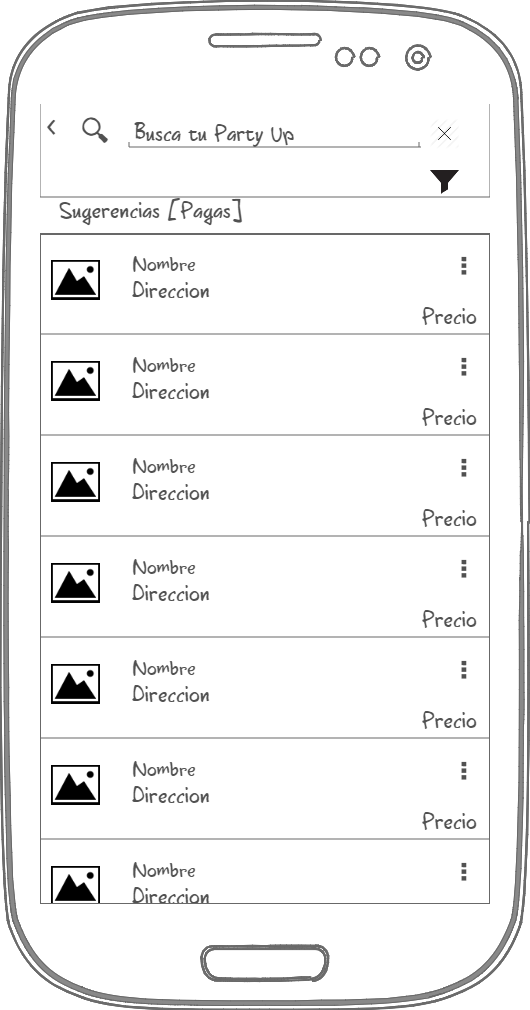 Busca tu Party Up
Sugerencias [Pagas]
Nombre
Direccion
Precio
Nombre
Direccion
Precio
Nombre
Direccion
Precio
Nombre
Direccion
Precio
Nombre
Direccion
Precio
Nombre
Direccion
Precio
Nombre
Direccion